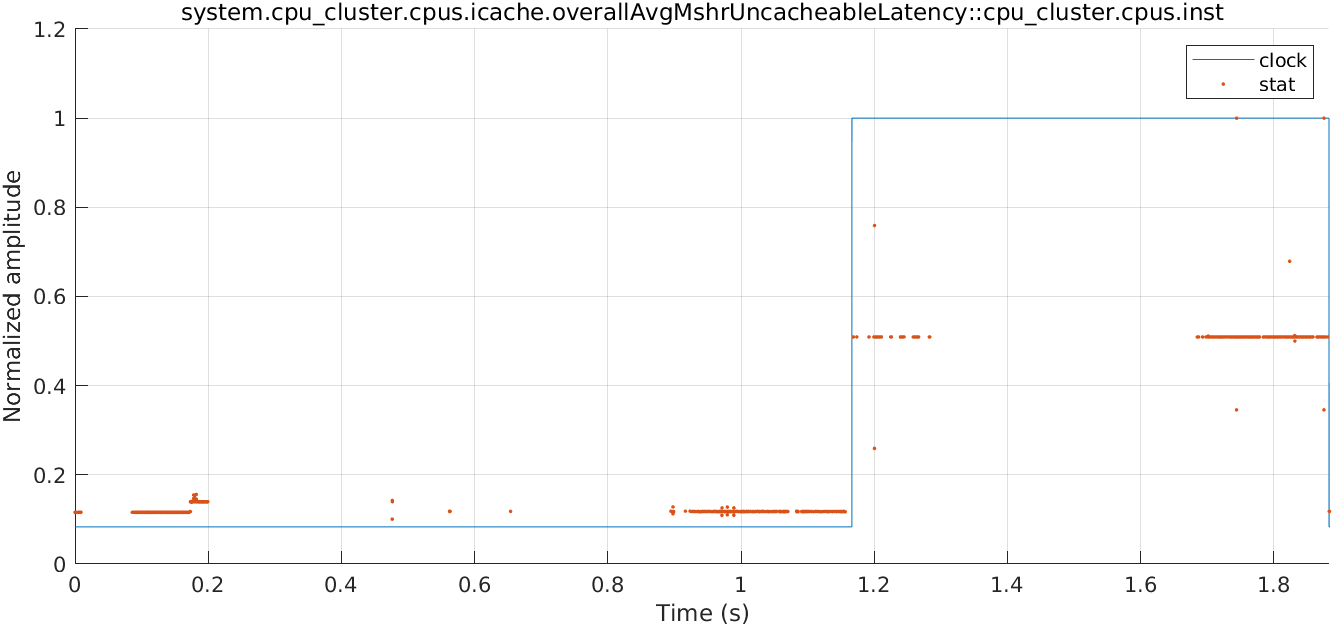 system.cpu_cluster.cpus.icache.overallAvgMshrUncacheableLatency::cpu_cluster.cpus.inst
1.2
clock
stat
1
0.8
Normalized amplitude
0.6
0.4
0.2
0
0 0.2 0.4 0.6 0.8 1 1.2 1.4 1.6 1.8
Time (s)